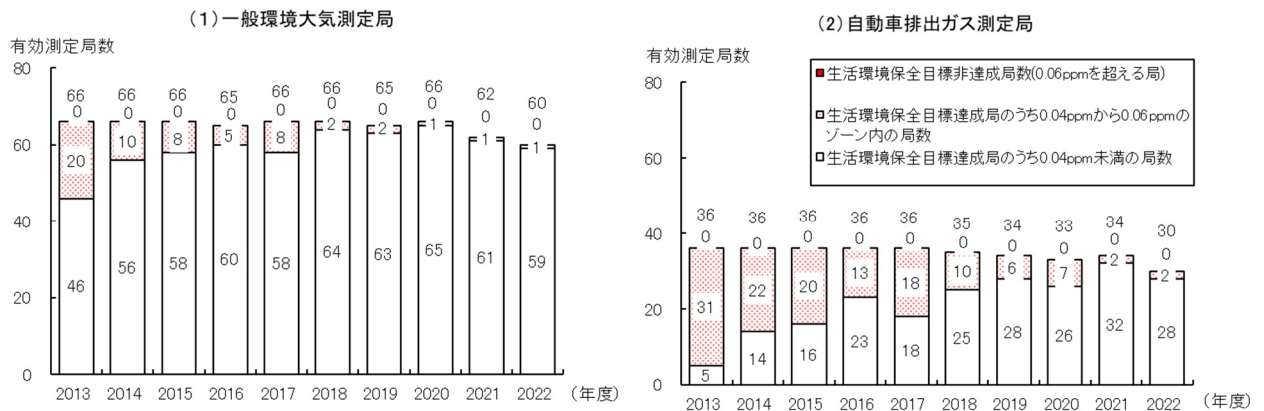 (1)一般環境大気測定局
有効測定局数
80
60
40
20
0
66 66 66 65 66 66 65 66 62 60
0 0 0 0 0 0 0 0 0 0
20 10 8 5 8 2 2 1 1 1
46 56 58 60 58 64 63 65 61 59
2013 2014 2015 2016 2017 2018 2019 2020 2021 2022 (年度)
(2)自動車排出ガス測定局
有効測定局数
80
60
40
20
0
生活環境保全目標非達成局数(0.06ppmを超える局)
生活環境保全目標達成局のうち0.04ppmから0.06ppmの
ゾーン内の局数
生活環境保全目標達成局のうち0.04ppm未満の局数
36 36 36 36 36 35 34 33 34 30
0 0 0 0 0 0 0 0 0 0
31 22 20 13 18 10 6 7 2 2
5 14 16 23 18 25 28 26 32 28
2013 2014 2015 2016 2017 2018 2019 2020 2021 2022 (年度)